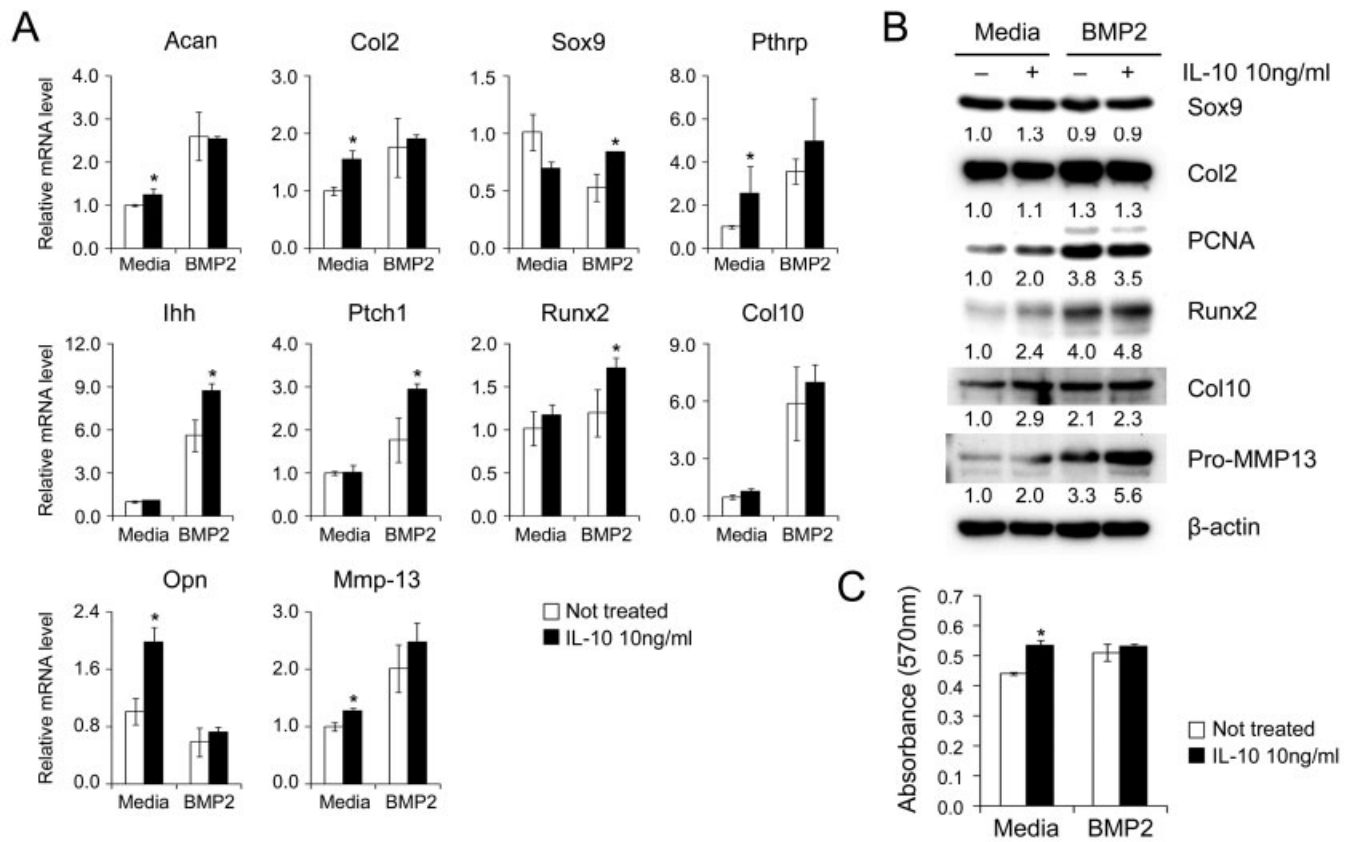 A
Acan
Col2
Sox9
Pthrp
Relative mRNA level
4.0
3.0
2.0
1.0
0.0
Media BMP2
3.0
2.0
1.0
0.0
Media BMP2
1.5
1.0
0.5
0.0
Media BMP2
8.0
6.0
4.0
2.0
0.0
Media BMP2
*
*
*
*
Ihh
Ptch1
Runx2
Col10
Relative mRNA level
12.0
9.0
6.0
3.0
0.0
Media BMP2
4.0
3.0
2.0
1.0
0.0
Media BMP2
2.0
1.5
1.0
0.5
0.0
Media BMP2
9.0
6.0
3.0
0.0
Media BMP2
*
*
*
Opn
Mmp-13
Relative mRNA level
2.4
1.6
0.8
0.0
Media BMP2
3.0
2.0
1.0
0.0
Media BMP2
*
*
Not treated
IL-10 10ng/ml
B
Media BMP2
– + – + IL-10 10ng/ml
Sox9
1.0 1.3 0.9 0.9
Col2
1.0 1.1 1.3 1.3
PCNA
1.0 2.0 3.8 3.5
Runx2
1.0 2.4 4.0 4.8
Col10
1.0 2.9 2.1 2.3
Pro-MMP13
1.0 2.0 3.3 5.6
β-actin
C
Absorbance (570nm)
0.7
0.6
0.5
0.4
0.3
0.2
0.1
0.0
*
Media BMP2
Not treated
IL-10 10ng/ml